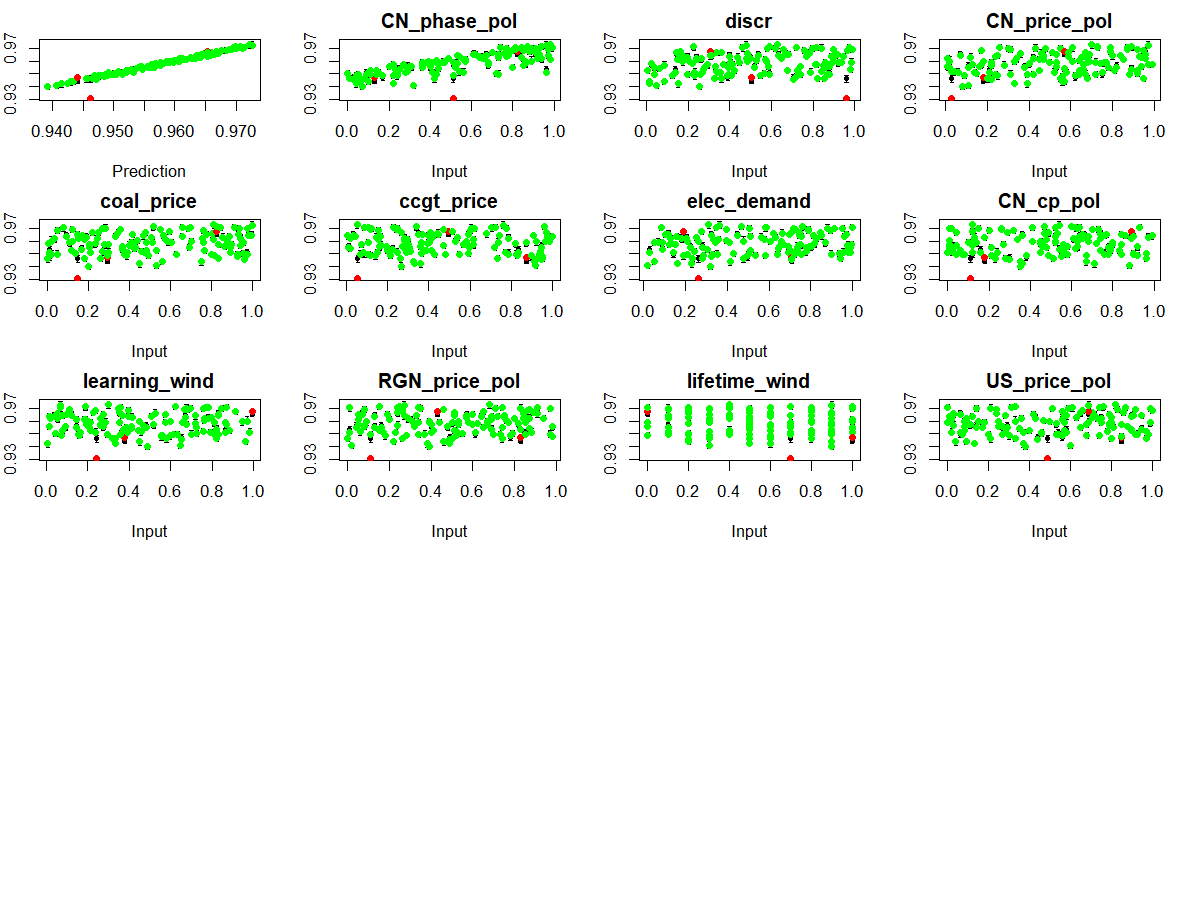 CN_phase_pol discr CN_price_pol
0.93 0.97 0.93 0.97 0.93 0.97 0.93 0.97
0.940 0.950 0.960 0.970 0.0 0.2 0.4 0.6 0.8 1.0 0.0 0.2 0.4 0.6 0.8 1.0 0.0 0.2 0.4 0.6 0.8 1.0
Prediction Input Input Input
coal_price ccgt_price elec_demand CN_cp_pol
0.93 0.97 0.93 0.97 0.93 0.97 0.93 0.97
0.0 0.2 0.4 0.6 0.8 1.0 0.0 0.2 0.4 0.6 0.8 1.0 0.0 0.2 0.4 0.6 0.8 1.0 0.0 0.2 0.4 0.6 0.8 1.0
Input Input Input Input
learning_wind RGN_price_pol lifetime_wind US_price_pol
0.93 0.97 0.93 0.97 0.93 0.97 0.93 0.97
0.0 0.2 0.4 0.6 0.8 1.0 0.0 0.2 0.4 0.6 0.8 1.0 0.0 0.2 0.4 0.6 0.8 1.0 0.0 0.2 0.4 0.6 0.8 1.0
Input Input Input Input